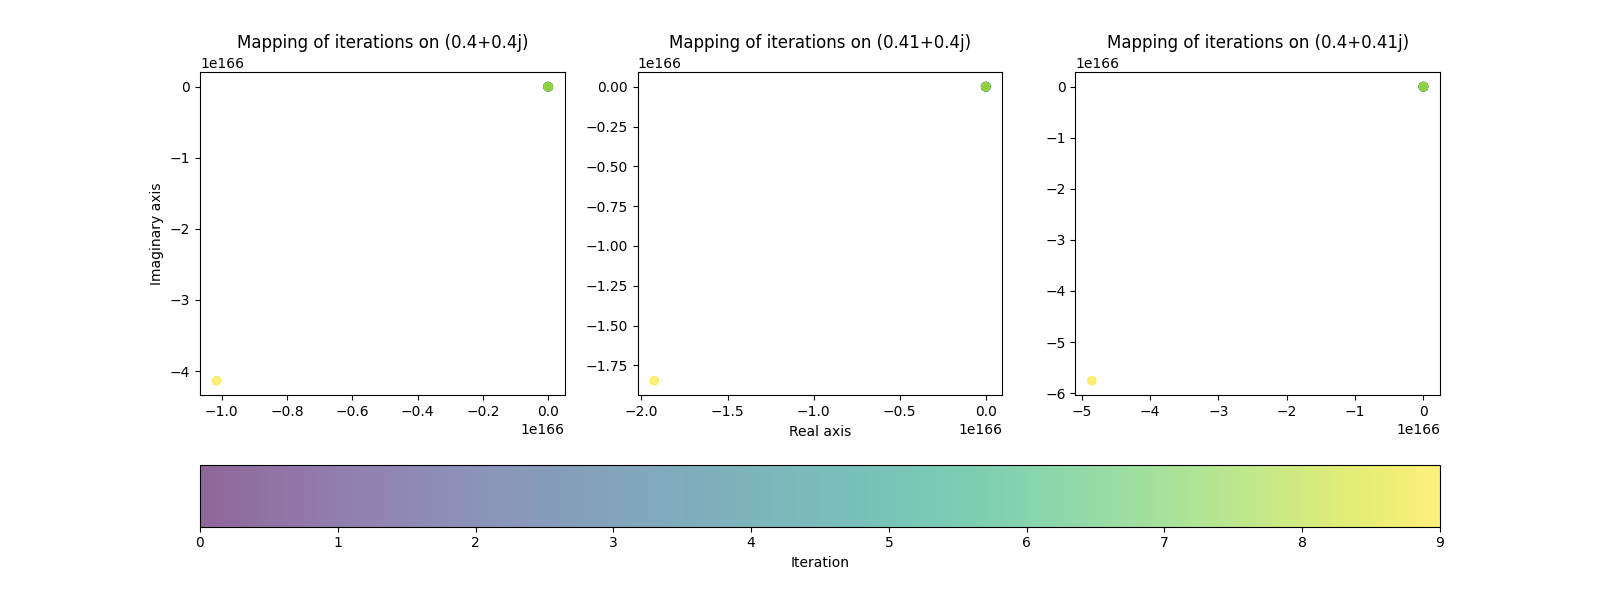 Mapping of iterations on (0.4+0.4j)
1e166
0
−1
−2
−3
−4
Imaginary axis
−1.0 −0.8 −0.6 −0.4 −0.2 0.0
1e166
Mapping of iterations on (0.41+0.4j)
1e166
0.00
−0.25
−0.50
−0.75
−1.00
−1.25
−1.50
−1.75
−2.0 −1.5 −1.0 −0.5 0.0
1e166
Real axis
Mapping of iterations on (0.4+0.41j)
1e166
0
−1
−2
−3
−4
−5
−6
−5 −4 −3 −2 −1 0
1e166
0 1 2 3 4 5 6 7 8 9
Iteration